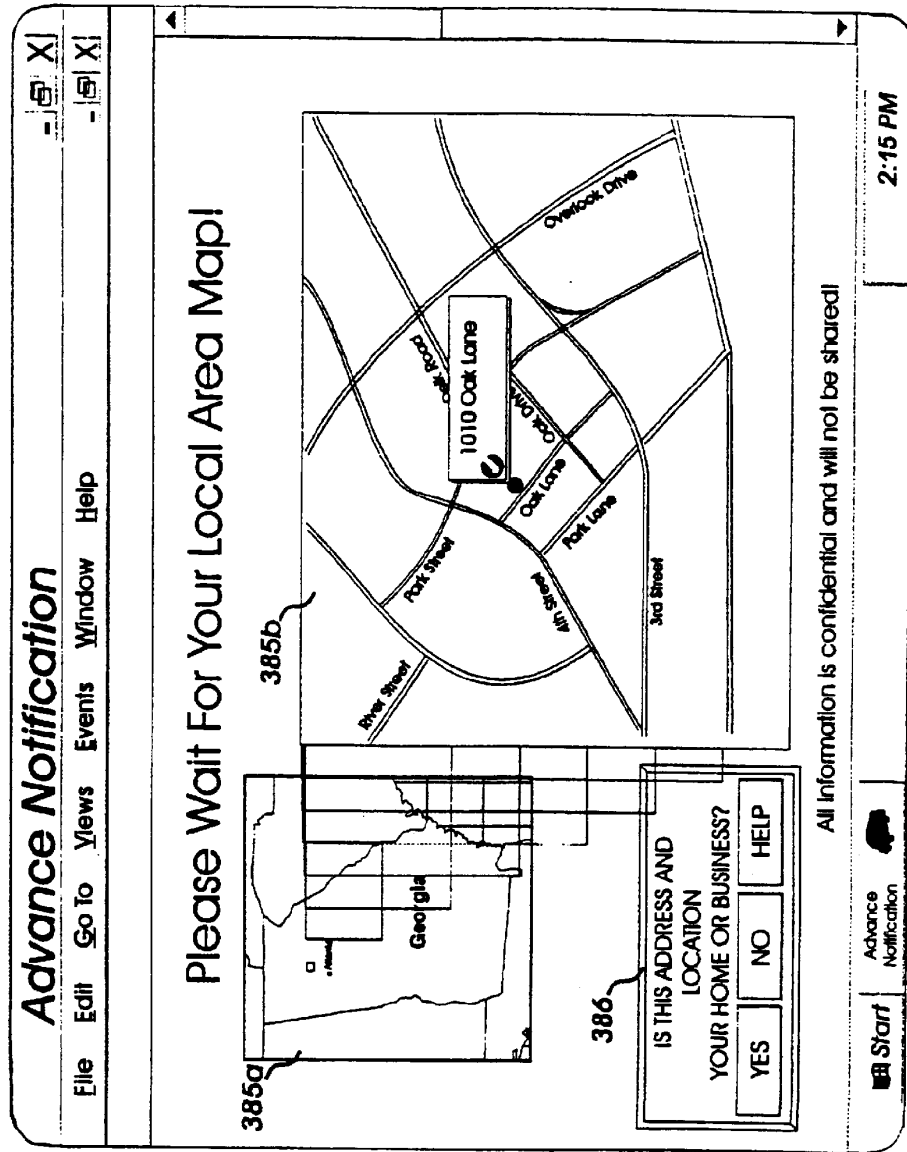 Advance Notification
File Edit Go To Views Events Window Help
Please Wait For Your Local Area Map!
385a
Georgia
385b
River Street
Park Street
4th Street
Oak Lane
Park Lane
Oak Drive
Road
1010 Oak Lane
Overlook Drive
3rd Street
386
IS THIS ADDRESS AND
LOCATION
YOUR HOME OR BUSINESS?
YES NO HELP
All Information is confidential and will not be shared!
Start
Advance
Notification
2:15 PM